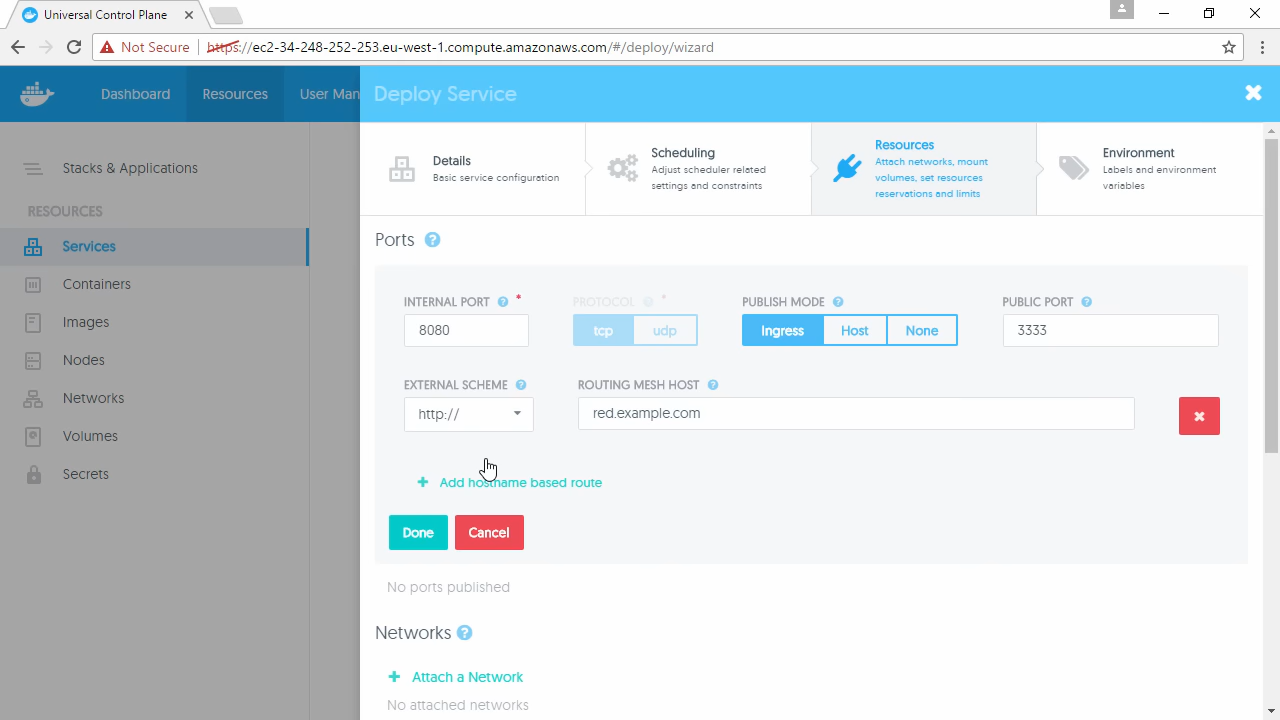 Universal Control Plane
Not Secure
https://ec2-34-248-252-253.eu-west-1.compute.amazonaws.com/#/deploy/wizard
Dashboard
Resources
User Man
Deploy Service
Details
Basic service configuration
Scheduling
Adjust scheduler related
settings and constraints
Resources
Attach networks, mount
volumes, set resources
reservations and limits
Environment
Labels and environment
variables
Stacks & Applications
RESOURCES
Services
Containers
Images
Nodes
Networks
Volumes
Secrets
Ports ?
INTERNAL PORT ? *
PROTOCOL *
PUBLISH MODE ?
PUBLIC PORT ?
8080
tcp
udp
Ingress
Host
None
3333
EXTERNAL SCHEME ?
ROUTING MESH HOST ?
http://
red.example.com
+ Add hostname based route
Done
Cancel
No ports published
Networks ?
+ Attach a Network
No attached networks